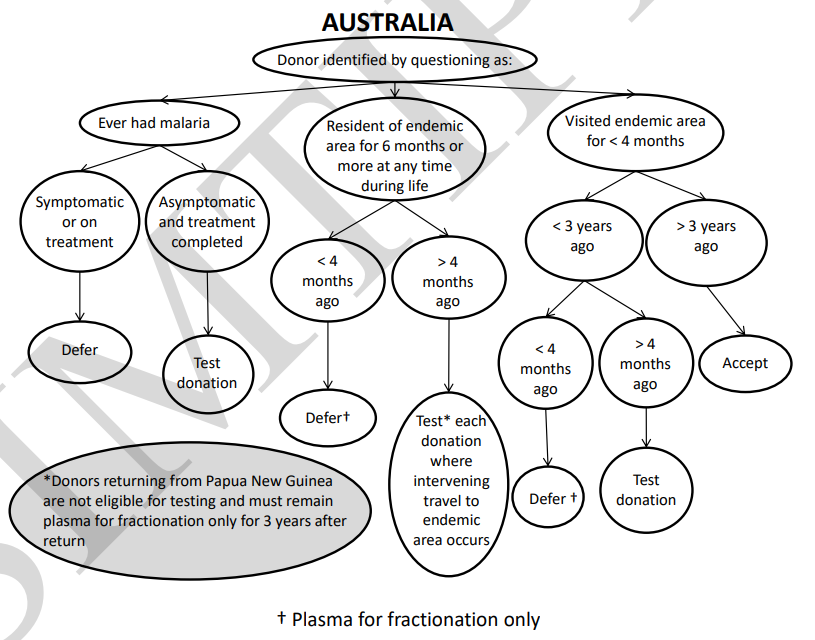 AUSTRALIA
Donor identified by questioning as:
Ever had malaria
Resident of endemic
area for 6 months or
more at any time
during life
Visited endemic area
for < 4 months
Symptomatic
or on
treatment
Asymptomatic
and treatment
completed
< 4
months
ago
> 4
months
ago
< 3 years
ago
> 3 years
ago
Defer
Test
donation
Defer†
Test* each
donation
where
intervening
travel to
endemic
area occurs
< 4
months
ago
> 4
months
ago
Accept
Defer †
Test
donation
*Donors returning from Papua New Guinea
are not eligible for testing and must remain
plasma for fractionation only for 3 years after
return
† Plasma for fractionation only